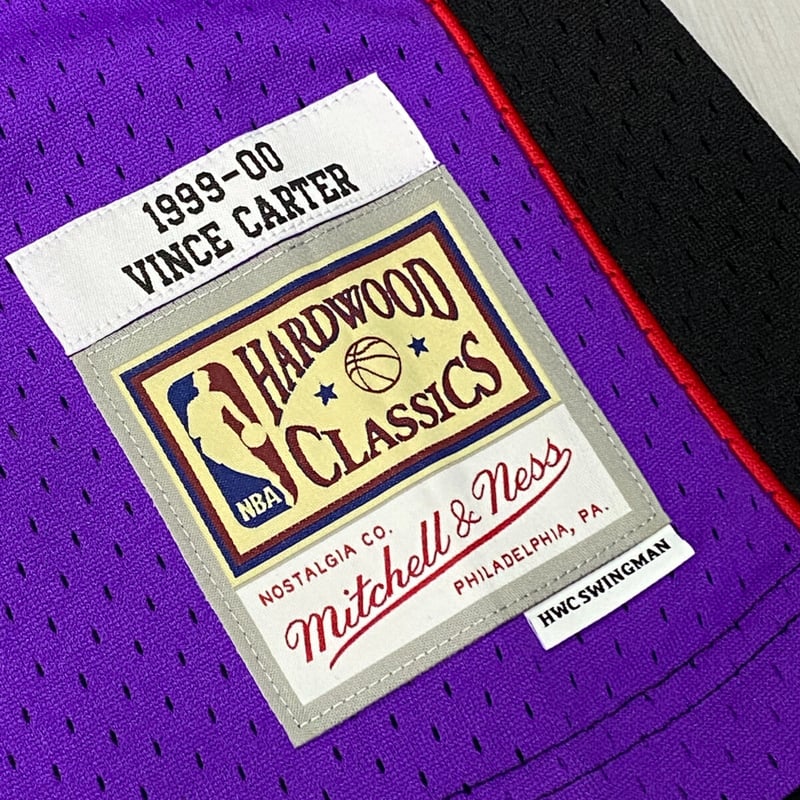 1999-00
VINCE CARTER
HARDWOOD
CLASSICS
NBA
NOSTALGIA CO.
Mitchell & Ness
PHILADELPHIA, PA.
HWC SWINGMAN